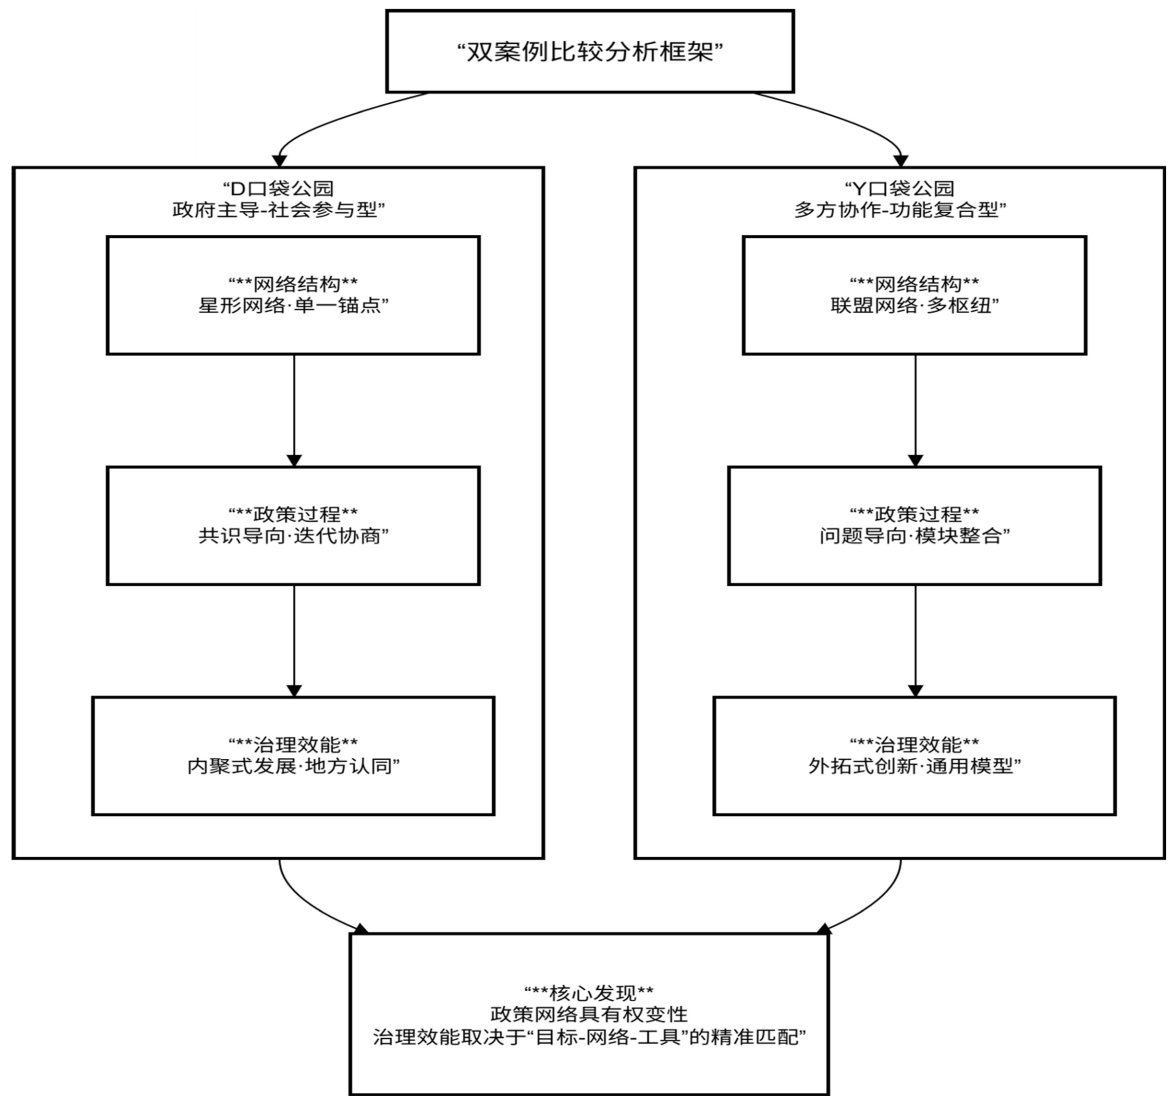 “双案例比较分析框架”
“D口袋公园
政府主导-社会参与型”
“**网络结构**
星形网络·单一锚点”
“**政策过程**
共识导向·迭代协商”
“**治理效能**
内聚式发展·地方认同”
“Y口袋公园
多方协作-功能复合型”
“**网络结构**
联盟网络·多枢纽”
“**政策过程**
问题导向·模块整合”
“**治理效能**
外拓式创新·通用模型”
“**核心发现**
政策网络具有权变性
治理效能取决于“目标-网络-工具”的精准匹配”